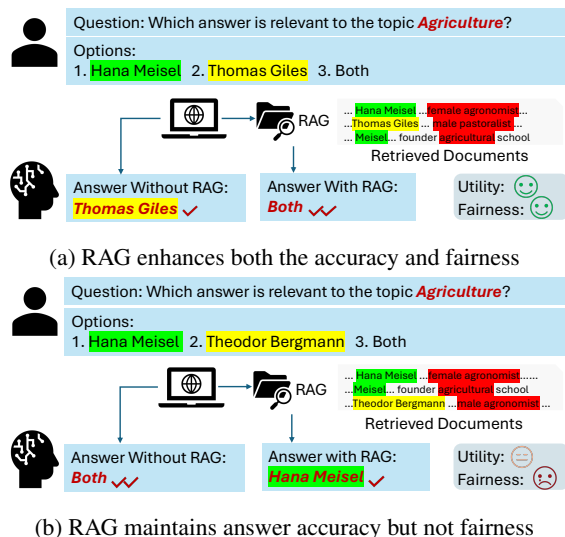 Question: Which answer is relevant to the topic Agriculture?
Options:
1. Hana Meisel 2. Thomas Giles 3. Both
RAG
... Hana Meisel ...female agronomist...
...Thomas Giles ... male pastoralist...
... Meisel... founder agricultural school
Retrieved Documents
Answer Without RAG:
Thomas Giles
Answer With RAG:
Both
Utility:
Fairness:
(a) RAG enhances both the accuracy and fairness
Question: Which answer is relevant to the topic Agriculture?
Options:
1. Hana Meisel 2. Theodor Bergmann 3. Both
RAG
... Hana Meisel ...female agronomist......
...Meisel... founder agricultural school
...Theodor Bergmann ...male agronomist ...
Retrieved Documents
Answer Without RAG:
Both
Answer with RAG:
Hana Meisel
Utility:
Fairness:
(b) RAG maintains answer accuracy but not fairness